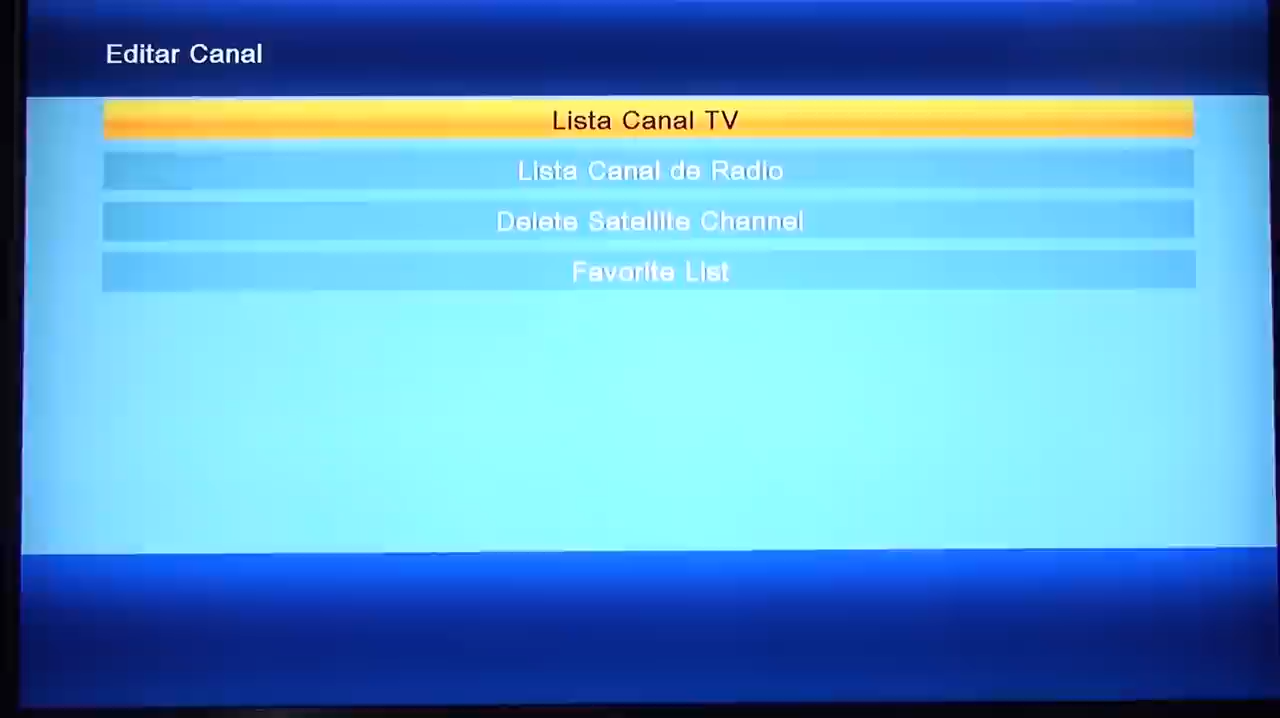 Editar Canal
Lista Canal TV
Lista Canal de Radio
Delete Satellite Channel
Favorite List